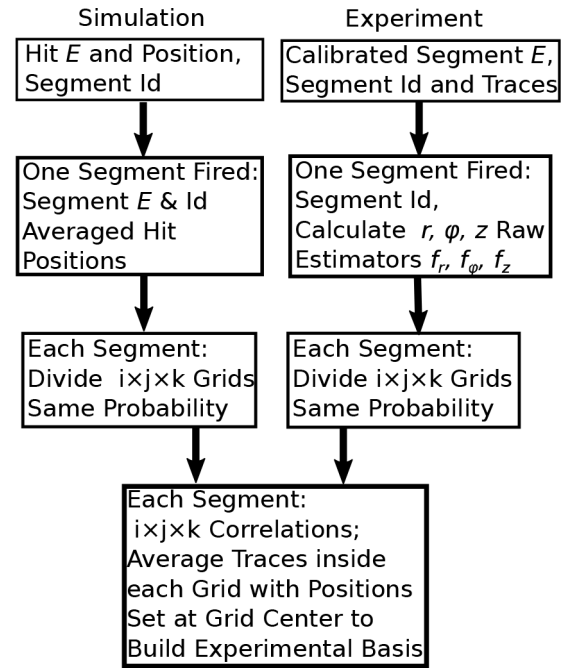 Simulation
Hit E and Position,
Segment Id
One Segment Fired:
Segment E & Id
Averaged Hit
Positions
Each Segment:
Divide i×j×k Grids
Same Probability
Experiment
Calibrated Segment E,
Segment Id and Traces
One Segment Fired:
Segment Id,
Calculate r, φ, z Raw
Estimators fr, fφ, fz
Each Segment:
Divide i×j×k Grids
Same Probability
Each Segment:
i×j×k Correlations;
Average Traces inside
each Grid with Positions
Set at Grid Center to
Build Experimental Basis